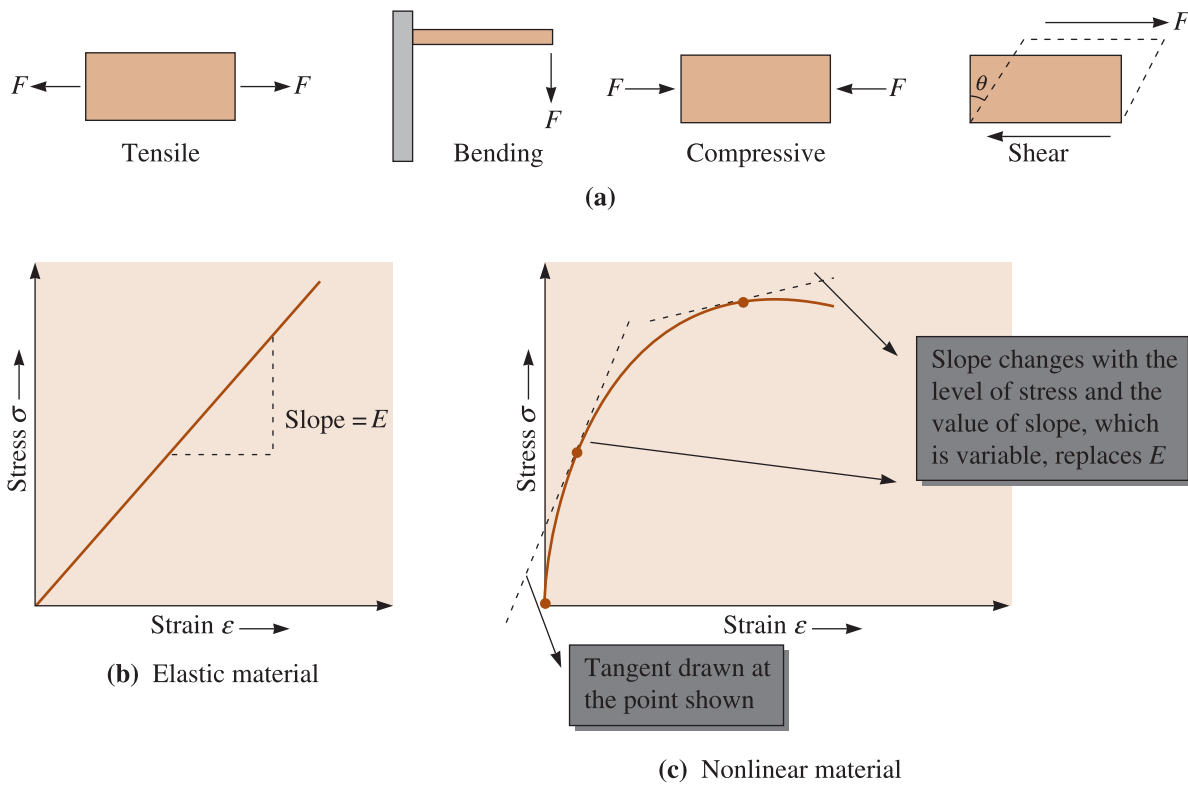 F
F
Tensile
F
Bending
F
F
Compressive
F
θ
Shear
(a)
Stress σ
Slope = E
Strain ε
(b) Elastic material
Stress σ
Slope changes with the
level of stress and the
value of slope, which
is variable, replaces E
Strain ε
Tangent drawn at
the point shown
(c) Nonlinear material